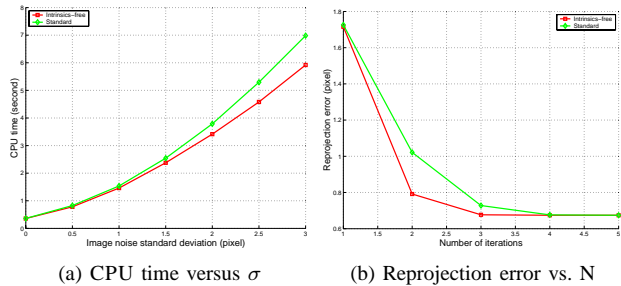 Intrinsics-free
Standard
8
7
6
5
4
3
2
1
0
CPU time (second)
0 0.5 1 1.5 2 2.5 3
Image noise standard deviation (pixel)
(a) CPU time versus σ
Intrinsics-free
Standard
1.8
1.6
1.4
1.2
1
0.8
0.6
Reprojection error (pixel)
1 1.5 2 2.5 3 3.5 4 4.5 5
Number of iterations
(b) Reprojection error vs. N